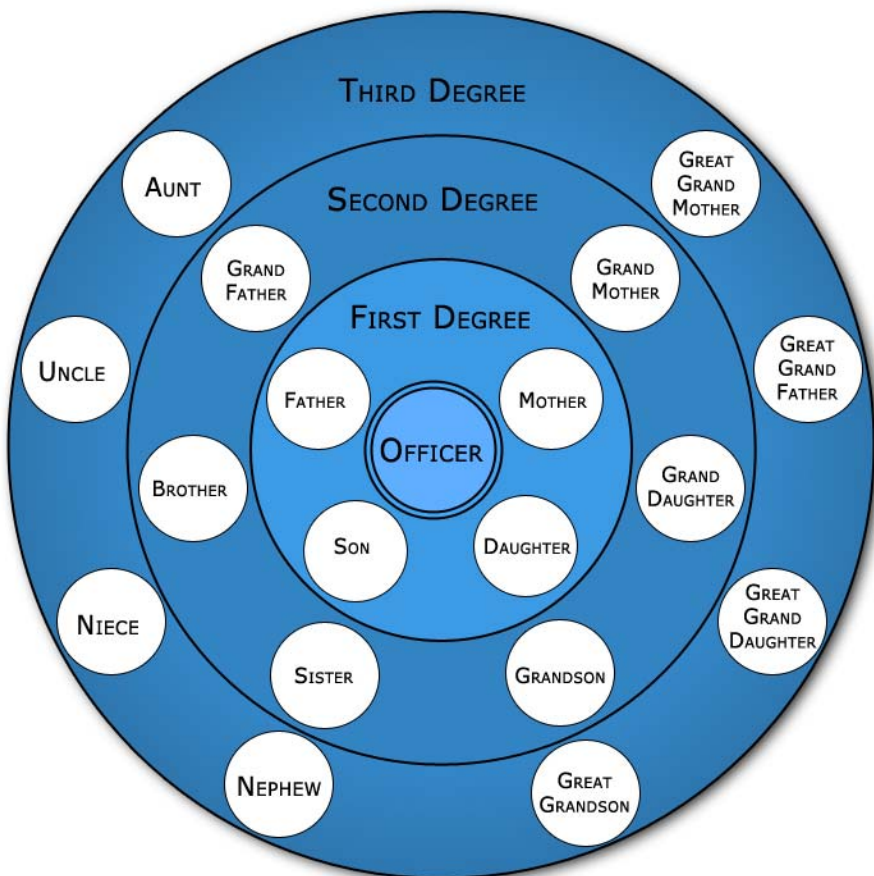 Third Degree
Aunt
Great
Grand
Mother
Second Degree
Grand
Father
Grand
Mother
First Degree
Uncle
Great
Grand
Father
Father
Mother
Officer
Brother
Grand
Daughter
Son
Daughter
Niece
Great
Grand
Daughter
Sister
Grandson
Nephew
Great
Grandson